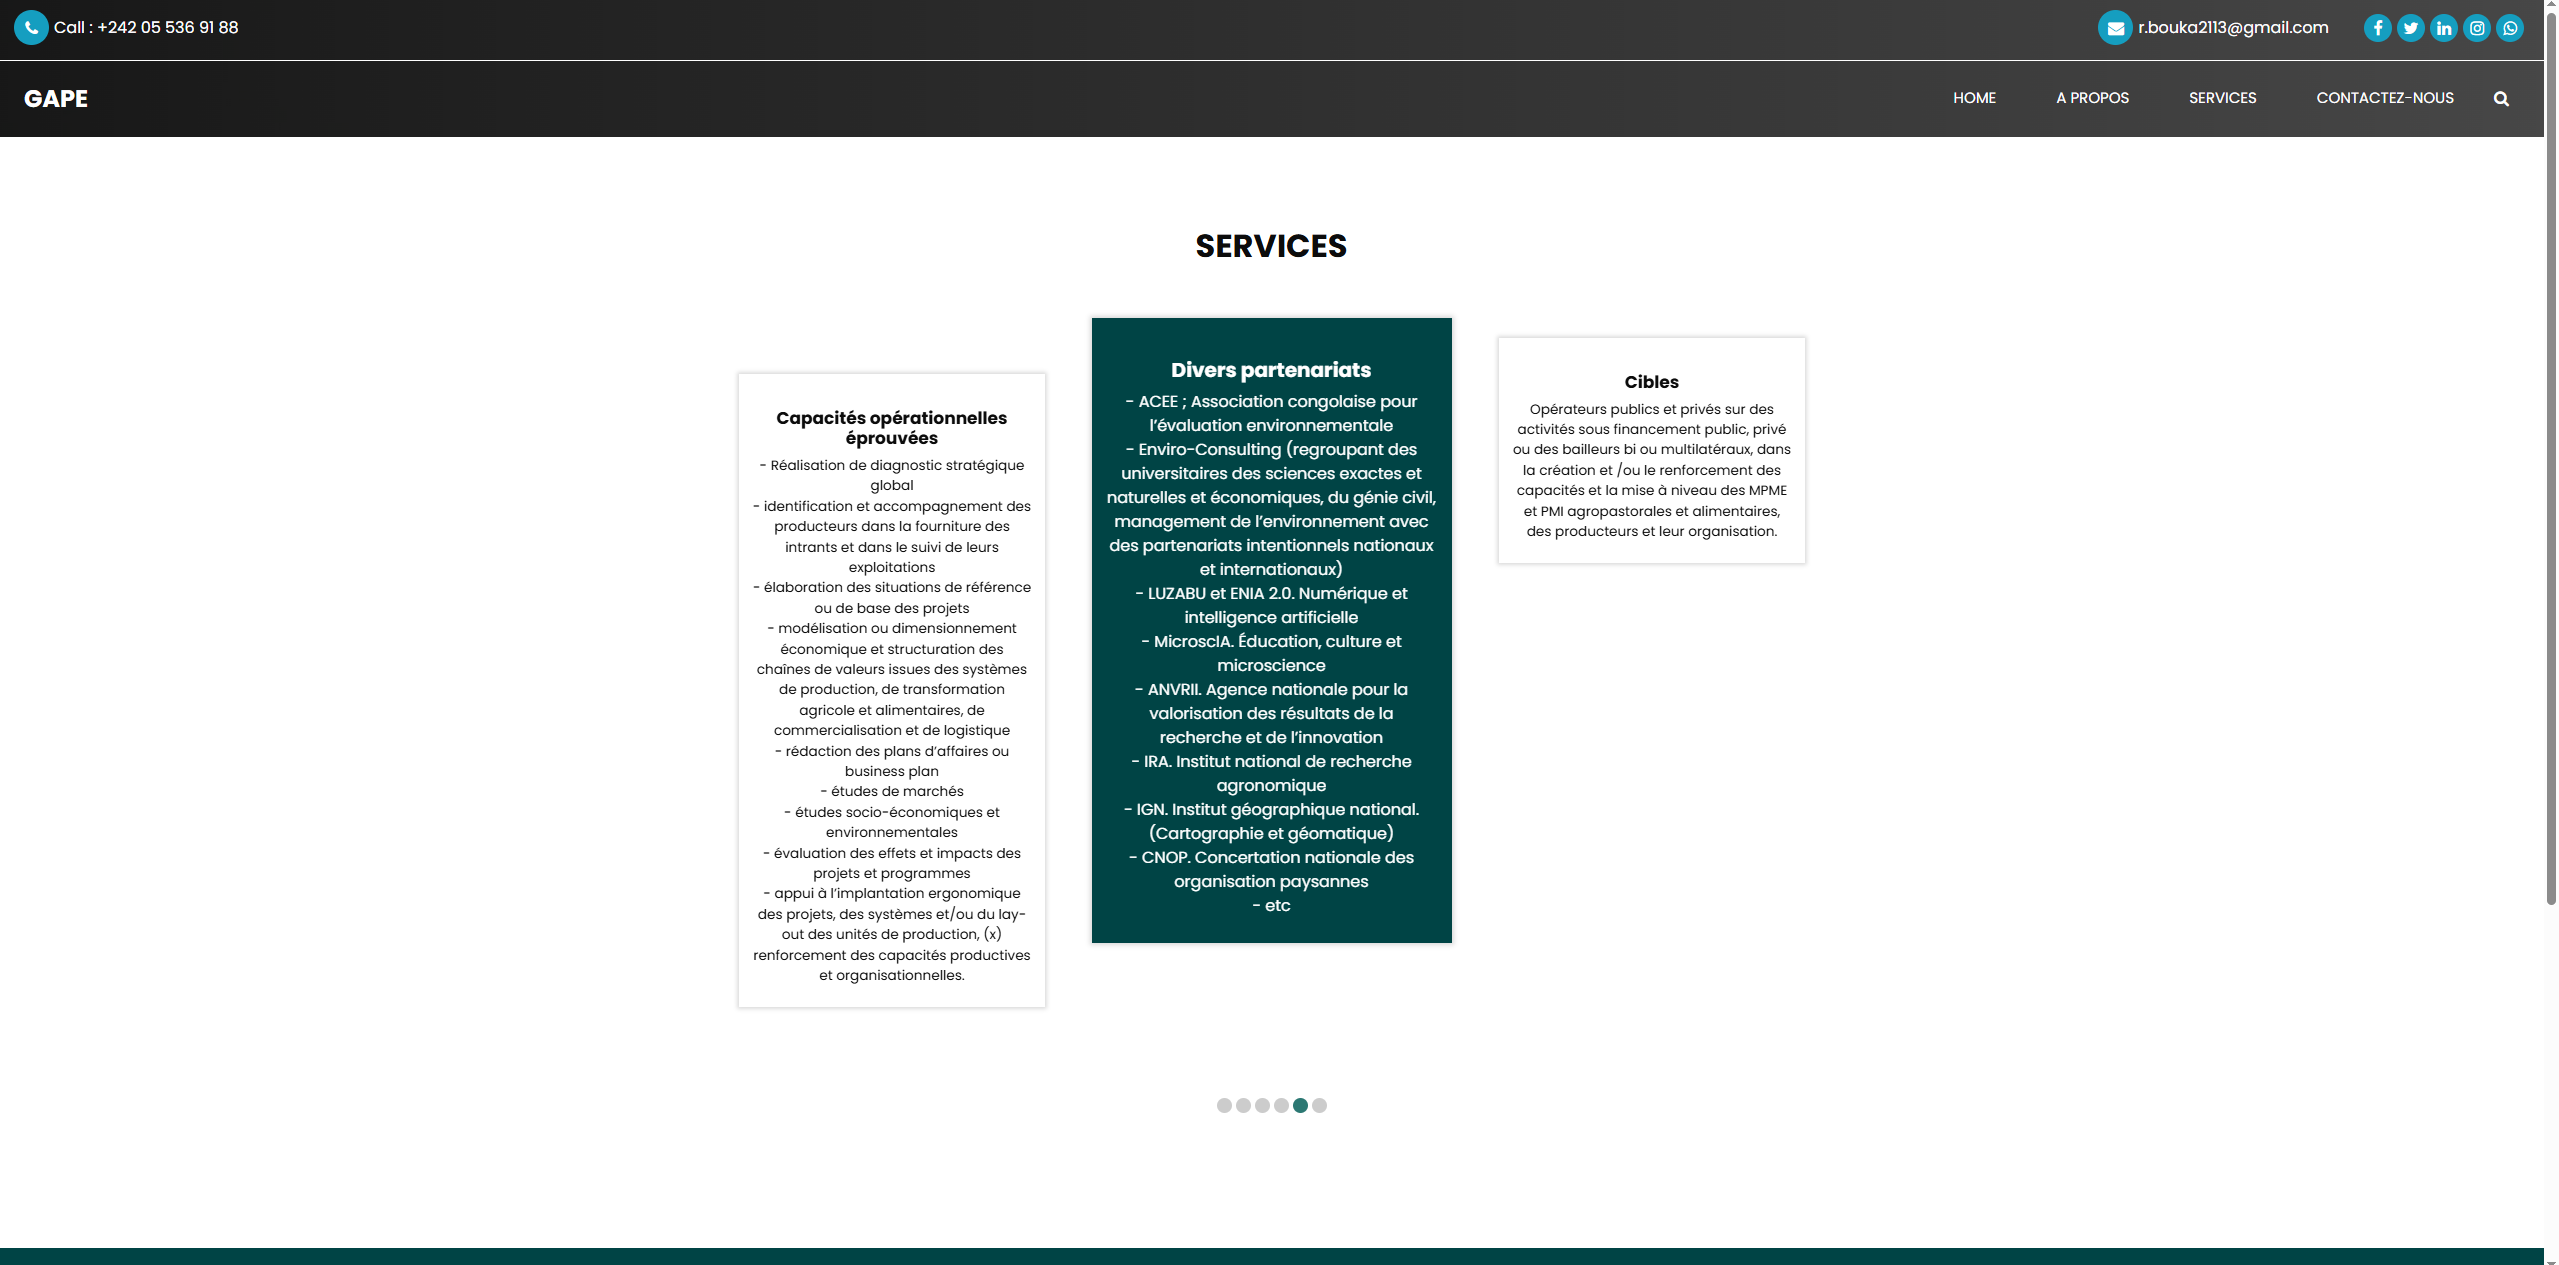 Call : +242 05 536 91 88
r.bouka2113@gmail.com
GAPE
HOME
A PROPOS
SERVICES
CONTACTEZ-NOUS
SERVICES
Capacités opérationnelles
éprouvées
- Réalisation de diagnostic stratégique
global
- identification et accompagnement des
producteurs dans la fourniture des
intrants et dans le suivi de leurs
exploitations
- élaboration des situations de référence
ou de base des projets
- modélisation ou dimensionnement
économique et structuration des
chaînes de valeurs issues des systèmes
de production, de transformation
agricole et alimentaires, de
commercialisation et de logistique
- rédaction des plans d’affaires ou
business plan
- études de marchés
- études socio-économiques et
environnementales
- évaluation des effets et impacts des
projets et programmes
- appui à l’implantation ergonomique
des projets, des systèmes et/ou du lay-
out des unités de production, (x)
renforcement des capacités productives
et organisationnelles.
Divers partenariats
- ACEE ; Association congolaise pour
l’évaluation environnementale
- Enviro-Consulting (regroupant des
universitaires des sciences exactes et
naturelles et économiques, du génie civil,
management de l’environnement avec
des partenariats intentionnels nationaux
et internationaux)
- LUZABU et ENIA 2.0. Numérique et
intelligence artificielle
- MicroscIA. Éducation, culture et
microscience
- ANVRII. Agence nationale pour la
valorisation des résultats de la
recherche et de l’innovation
- IRA. Institut national de recherche
agronomique
- IGN. Institut géographique national.
(Cartographie et géomatique)
- CNOP. Concertation nationale des
organisation paysannes
- etc
Cibles
Opérateurs publics et privés sur des
activités sous financement public, privé
ou des bailleurs bi ou multilatéraux, dans
la création et /ou le renforcement des
capacités et la mise à niveau des MPME
et PMI agropastorales et alimentaires,
des producteurs et leur organisation.